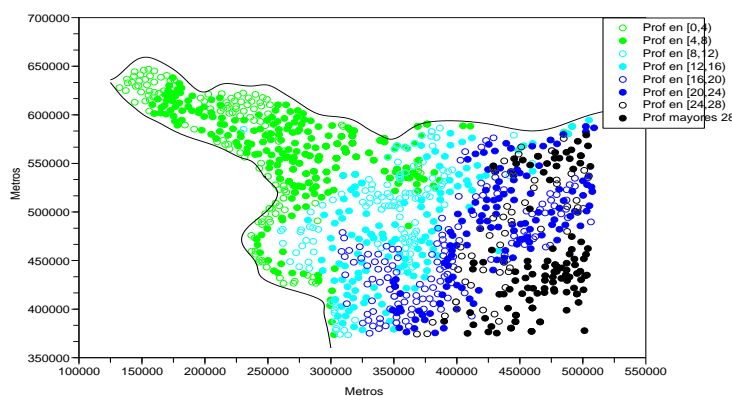 700000
650000
600000
550000
500000
450000
400000
350000
Metros
100000
150000
200000
250000
300000
350000
400000
450000
500000
550000
Metros
Prof en [0,4)
Prof en [4,8)
Prof en [8,12)
Prof en [12,16)
Prof en [16,20)
Prof en [20,24)
Prof en [24,28)
Prof mayores 28